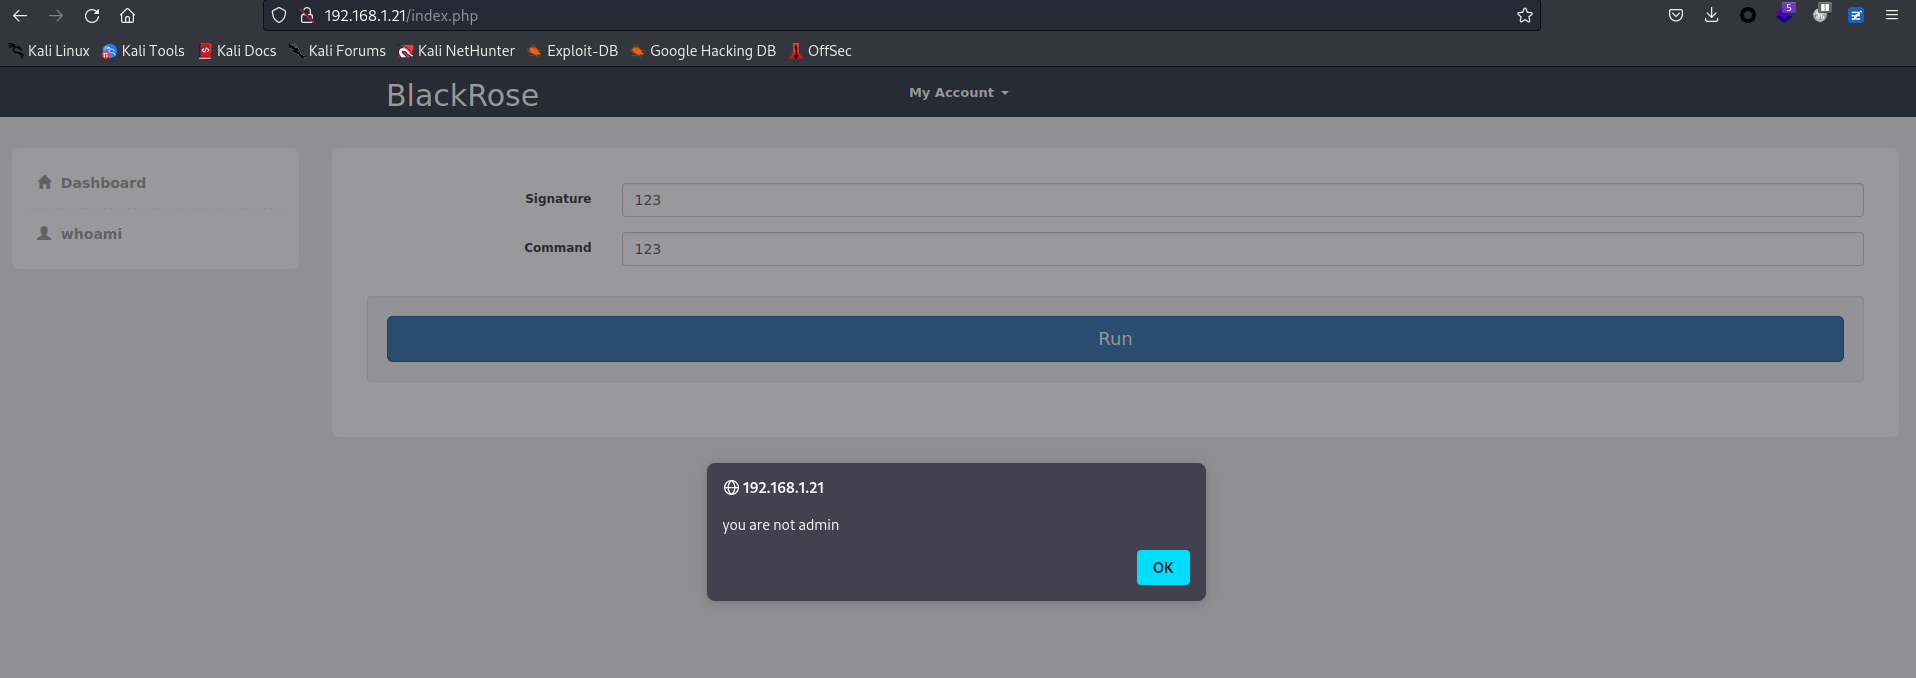 192.168.1.21/index.php
5
Kali Linux Kali Tools Kali Docs Kali Forums Kali NetHunter Exploit-DB Google Hacking DB OffSec
BlackRose My Account
Dashboard
whoami
Signature 123
Command 123
Run
192.168.1.21
you are not admin
OK